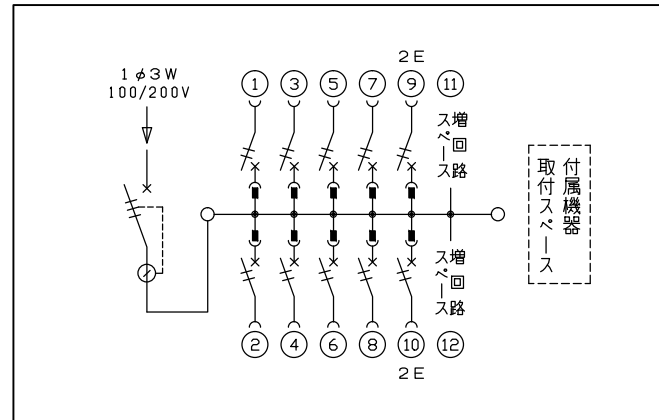 2E
1φ3W
100/200V
① ③ ⑤ ⑦ ⑨ ⑪
増回路
スペース
付属機器
取付スペース
増回路
スペース
② ④ ⑥ ⑧ ⑩ ⑫
2E